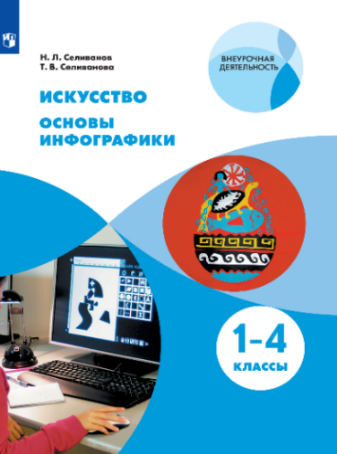 Н. Л. Селиванов
Т. В. Селиванова
ВНЕУРОЧНАЯ
ДЕЯТЕЛЬНОСТЬ
ИСКУССТВО
ОСНОВЫ
ИНФОГРАФИКИ
1–4
КЛАССЫ